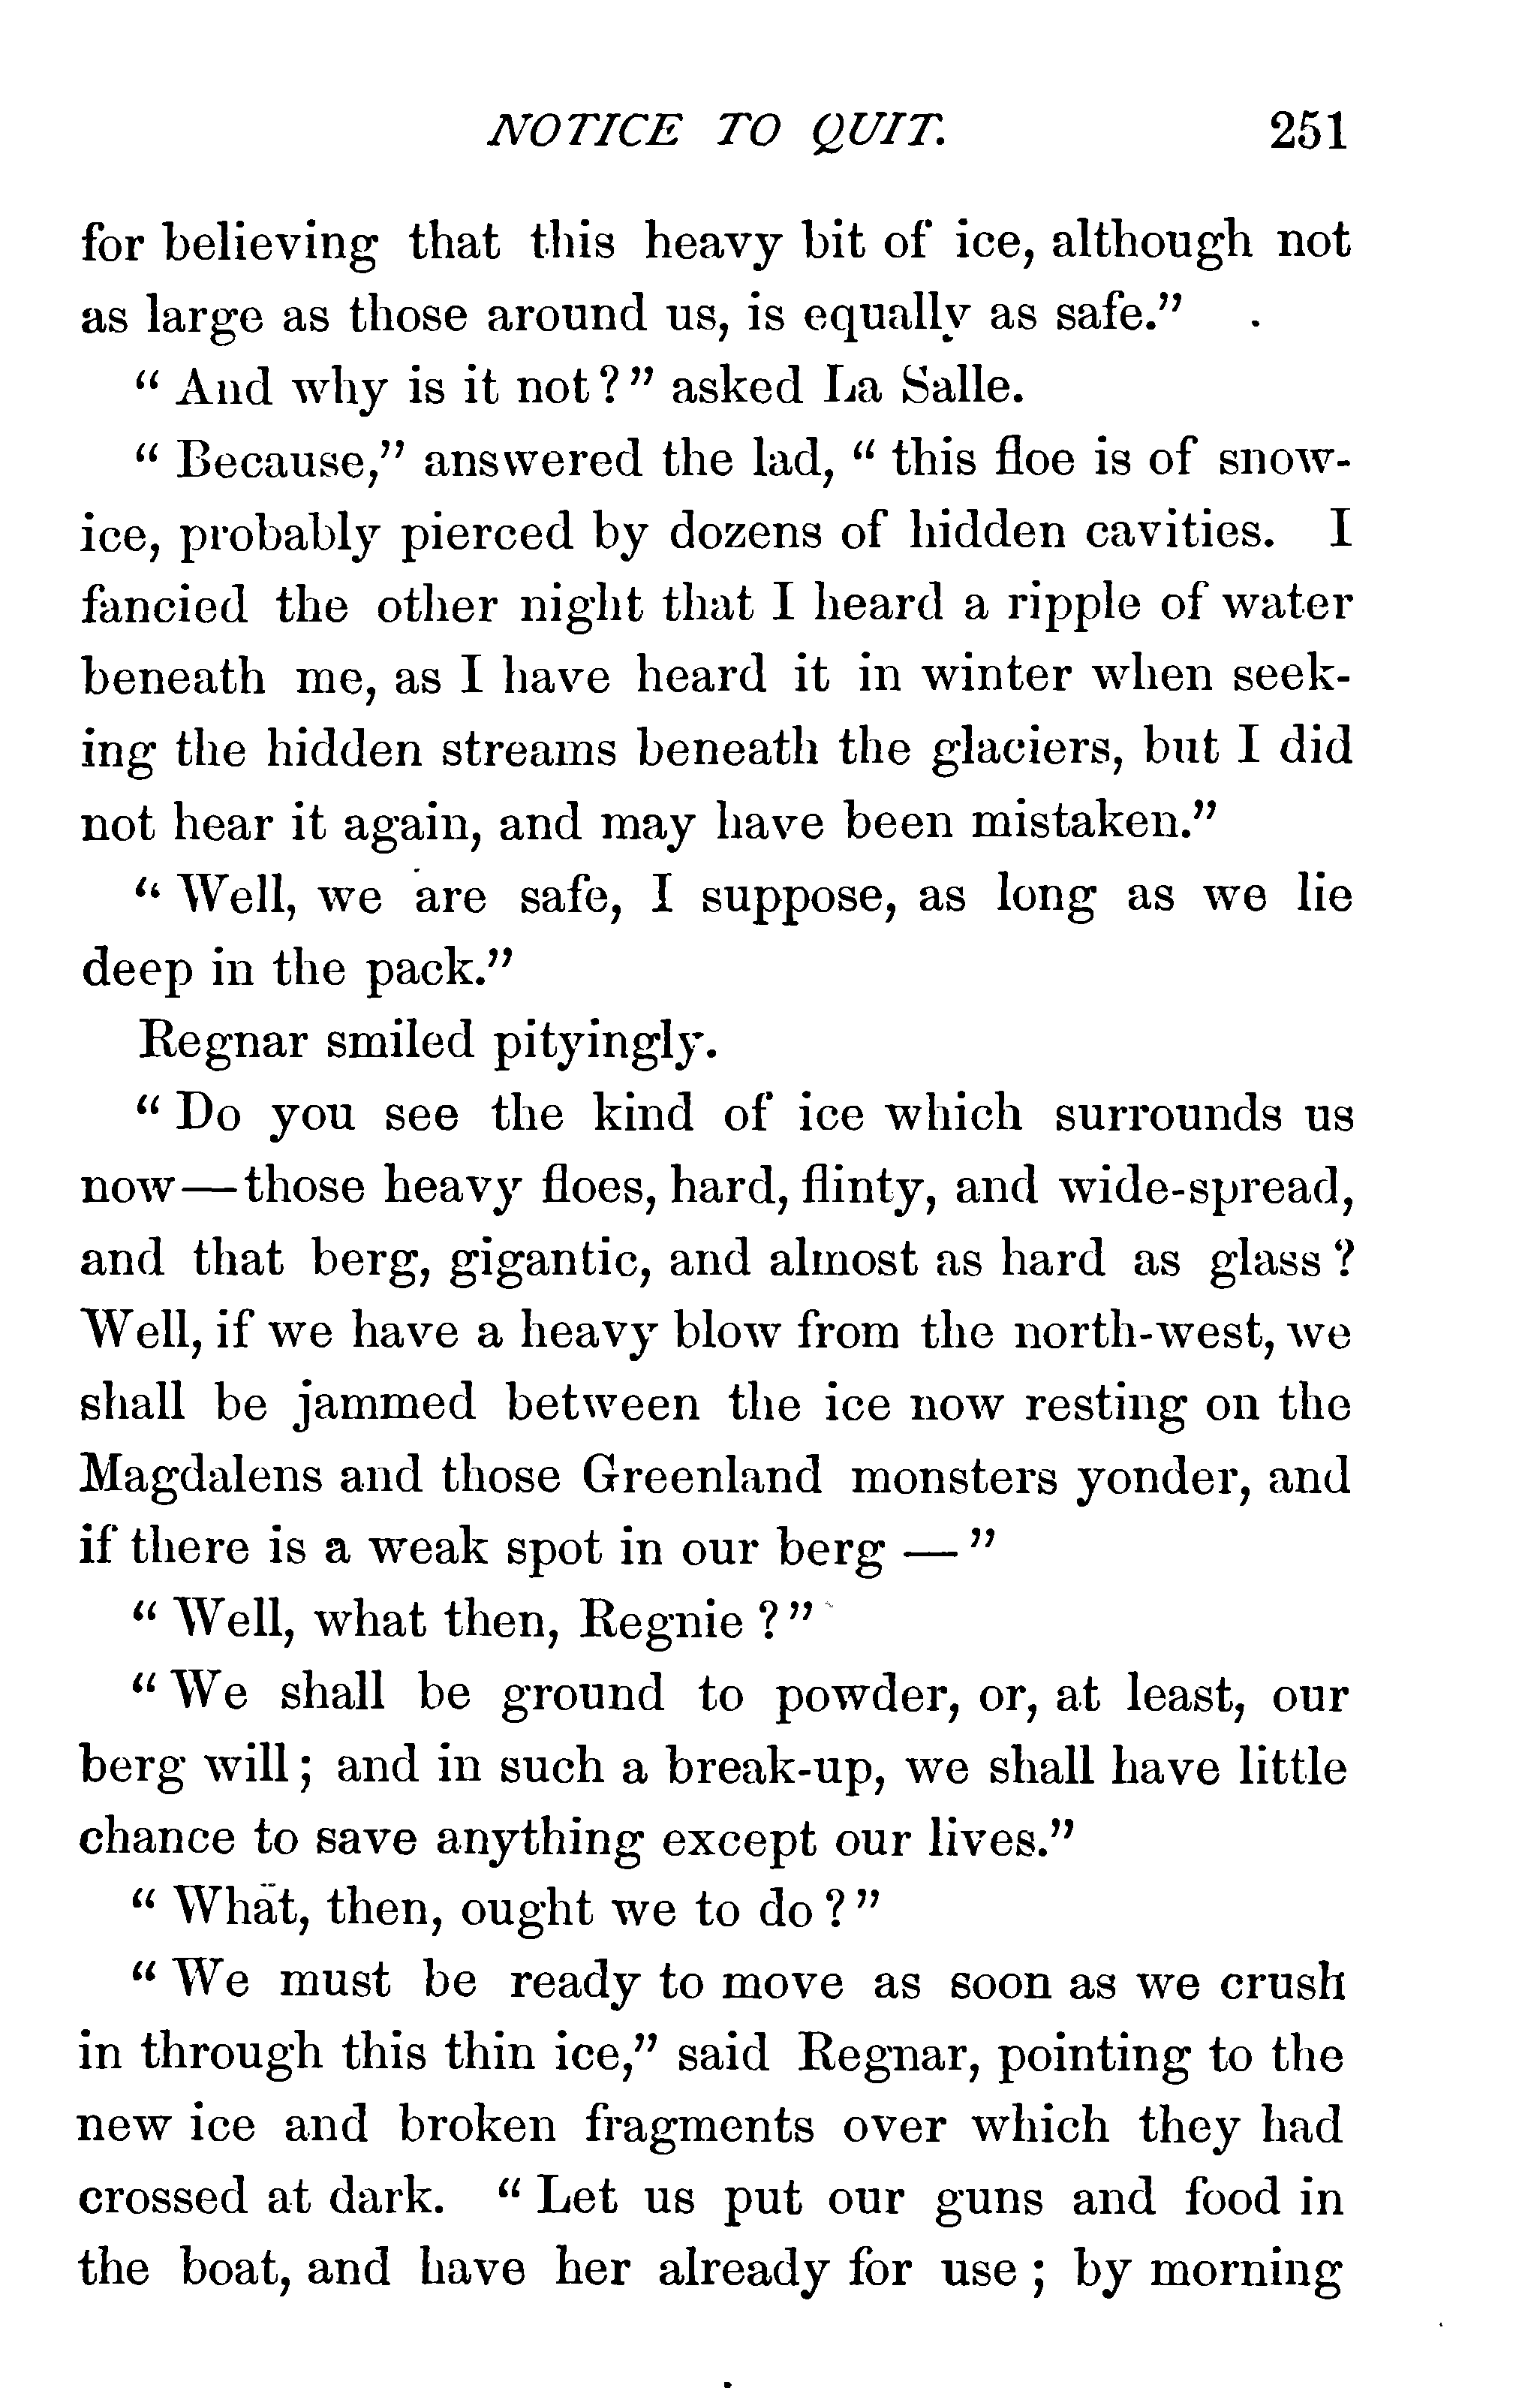 NOTICE TO QUIT. 251
for believing that this heavy bit of ice, although not
as large as those around us, is equally as safe."
"And why is it not?" asked La Salle.
"Because," answered the lad, "this floe is of snow-
ice, probably pierced by dozens of hidden cavities. I
fancied the other night that I heard a ripple of water
beneath me, as I have heard it in winter when seek-
ing the hidden streams beneath the glaciers, but I did
not hear it again, and may have been mistaken."
"Well, we are safe, I suppose, as long as we lie
deep in the pack."
Regnar smiled pityingly.
"Do you see the kind of ice which surrounds us
now—those heavy floes, hard, flinty, and wide-spread,
and that berg, gigantic, and almost as hard as glass?
Well, if we have a heavy blow from the north-west, we
shall be jammed between the ice now resting on the
Magdalens and those Greenland monsters yonder, and
if there is a weak spot in our berg —"
"Well, what then, Regnie?"
"We shall be ground to powder, or, at least, our
berg will; and in such a break-up, we shall have little
chance to save anything except our lives."
"What, then, ought we to do?"
"We must be ready to move as soon as we crush
in through this thin ice," said Regnar, pointing to the
new ice and broken fragments over which they had
crossed at dark. "Let us put our guns and food in
the boat, and have her already for use; by morning